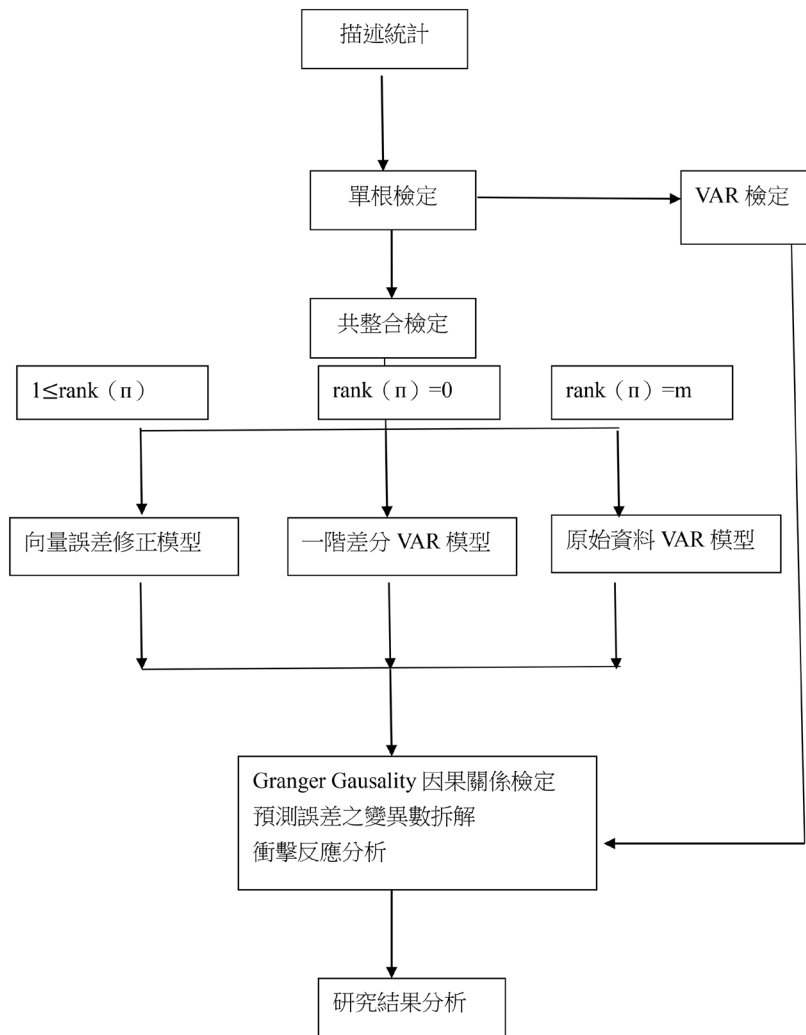 描述統計
單根檢定
VAR 檢定
共整合檢定
1≤rank（π）
rank（π）=0
rank（π）=m
向量誤差修正模型
一階差分 VAR 模型
原始資料 VAR 模型
Granger Gausality 因果關係檢定
預測誤差之變異數拆解
衝擊反應分析
研究結果分析